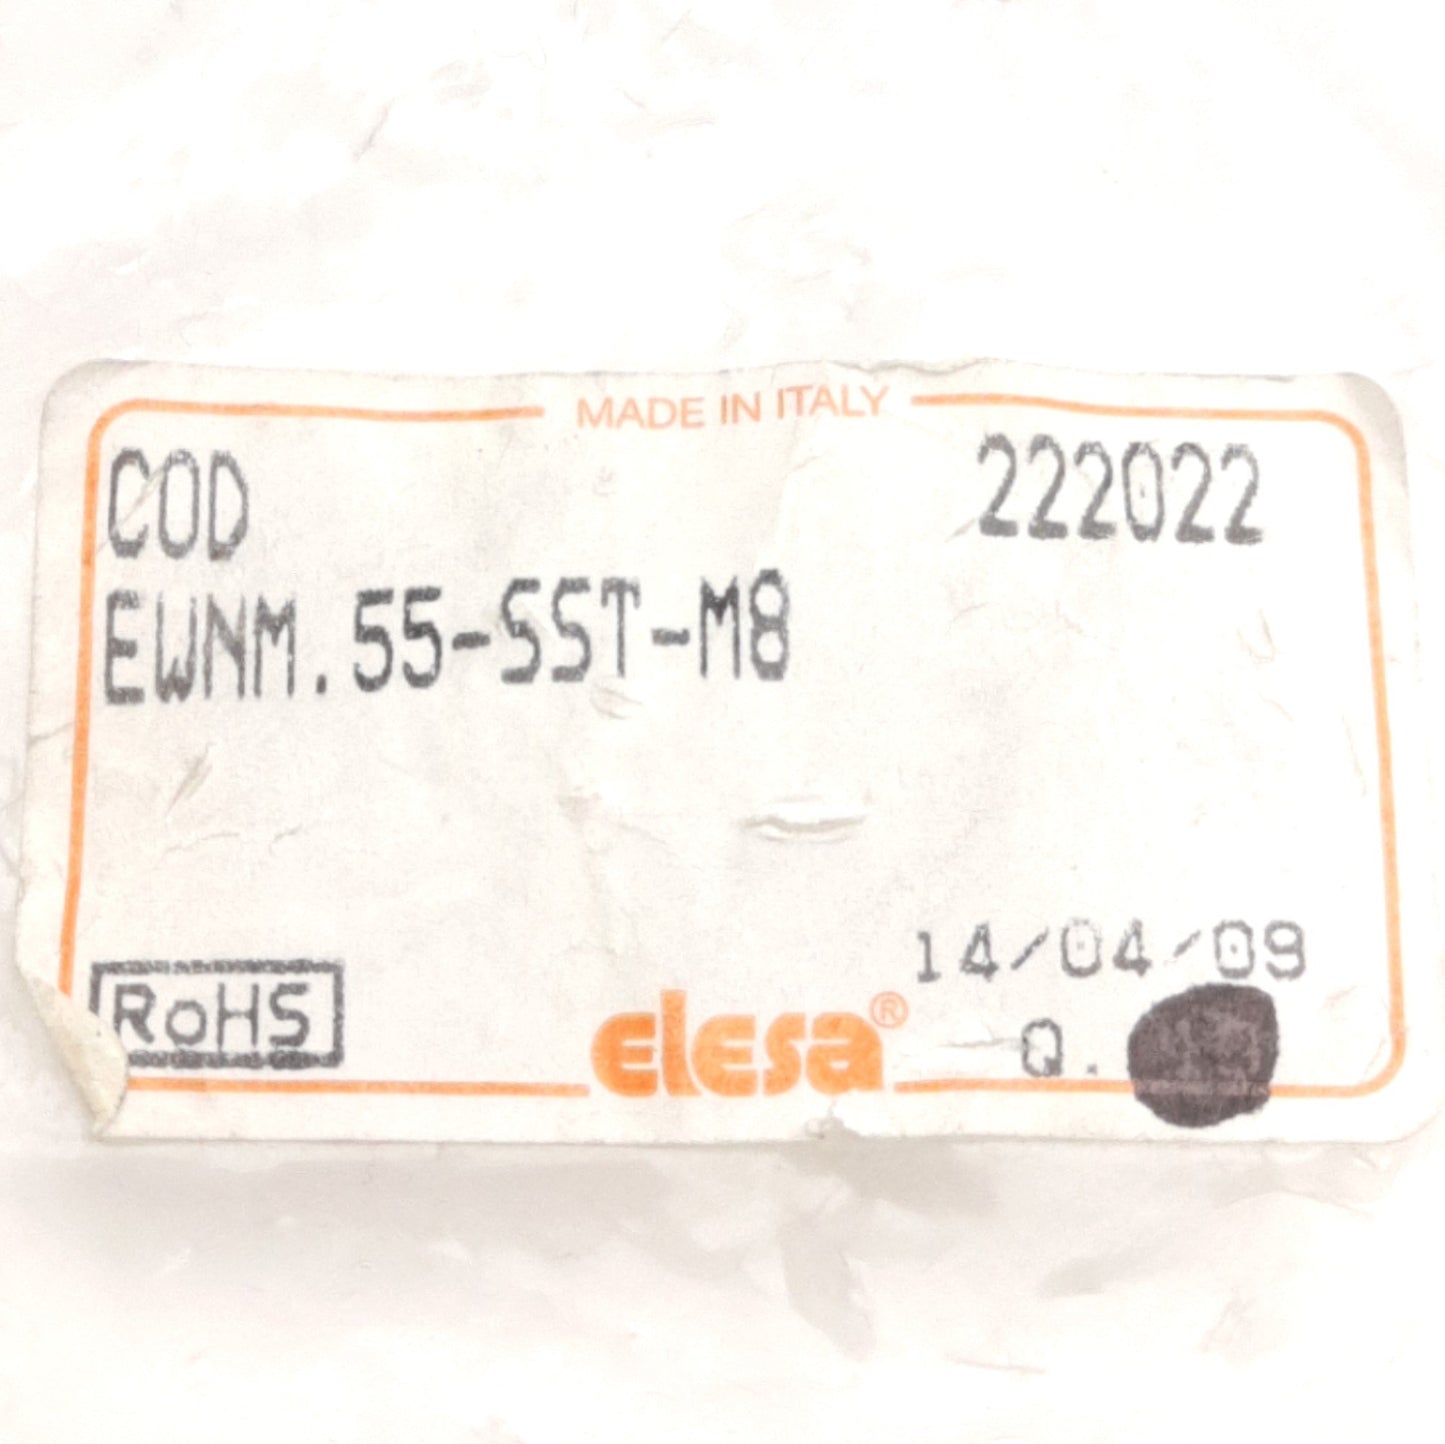 MADE IN ITALY
COD 222022
EWNM.55-SST-M8
14/04/09
RoHS elesa® Q.